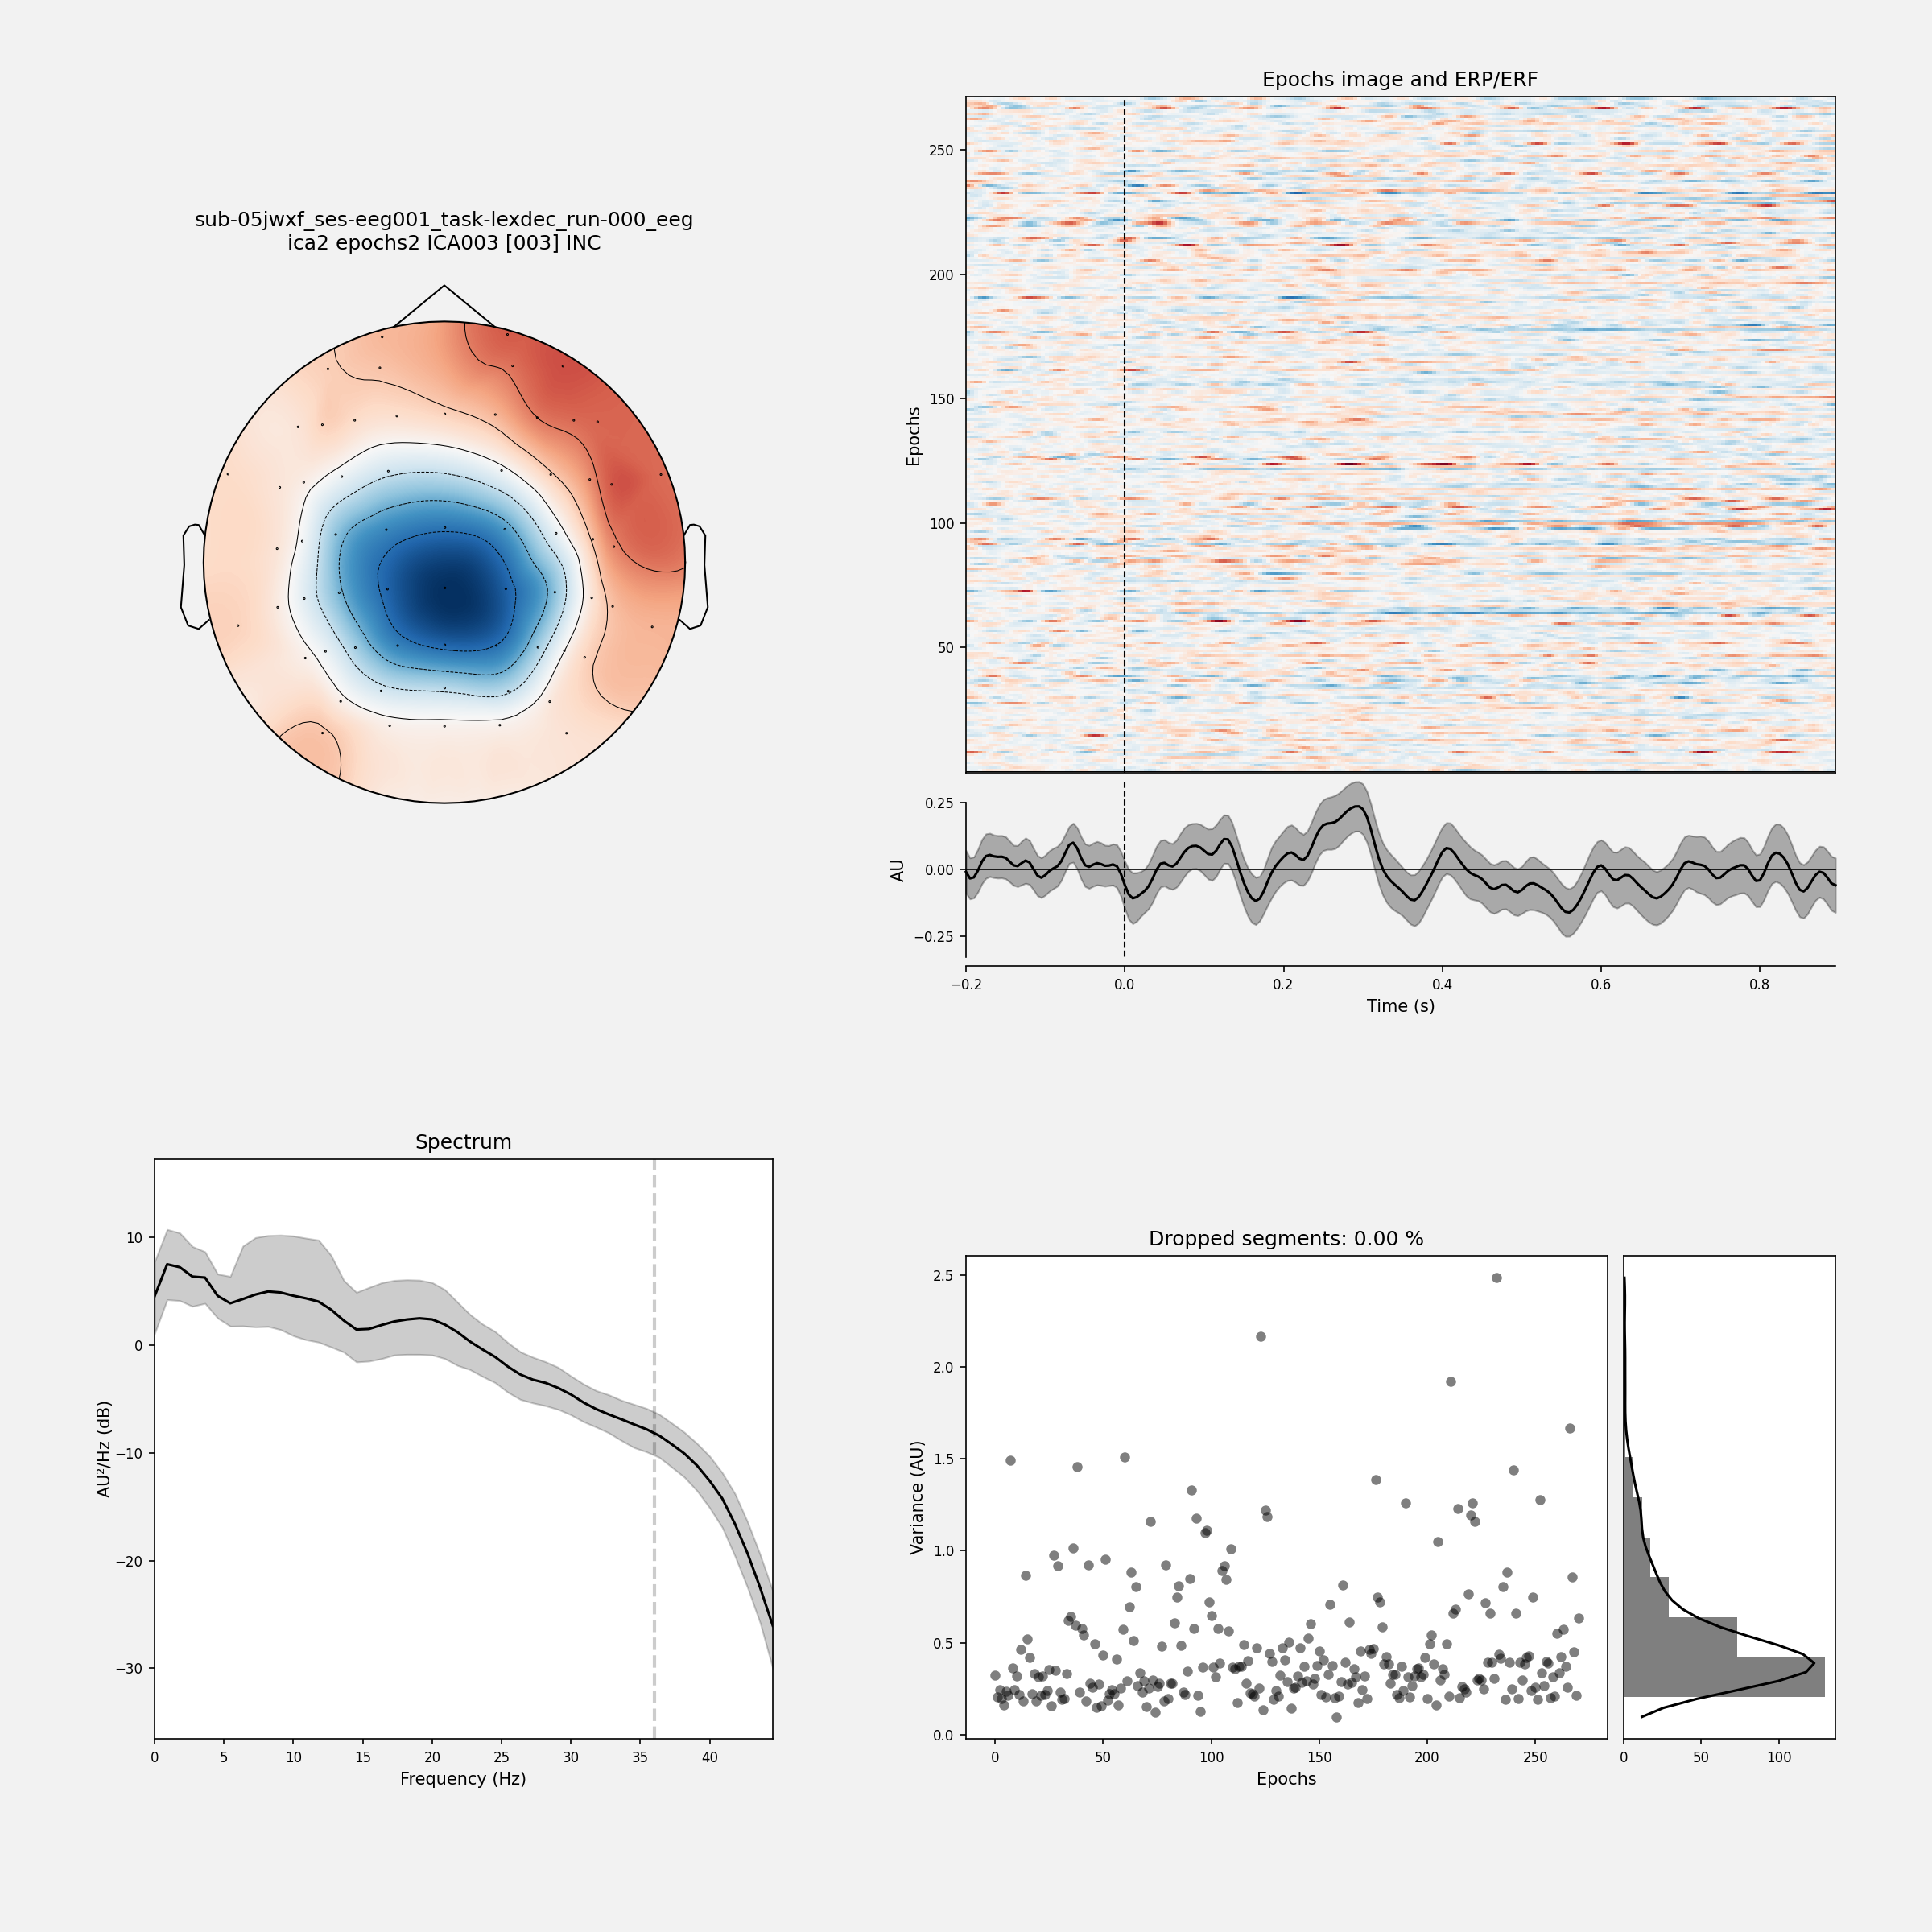 sub-05jwxf_ses-eeg001_task-lexdec_run-000_eeg
ica2 epochs2 ICA003 [003] INC
Epochs image and ERP/ERF
250
200
150
100
50
Epochs
0.25
0.00
−0.25
AU
−0.2 0.0 0.2 0.4 0.6 0.8
Time (s)
Spectrum
10
0
−10
−20
−30
AU²/Hz (dB)
0 5 10 15 20 25 30 35 40
Frequency (Hz)
Dropped segments: 0.00 %
2.5
2.0
1.5
1.0
0.5
0.0
Variance (AU)
0 50 100 150 200 250
Epochs
0 50 100